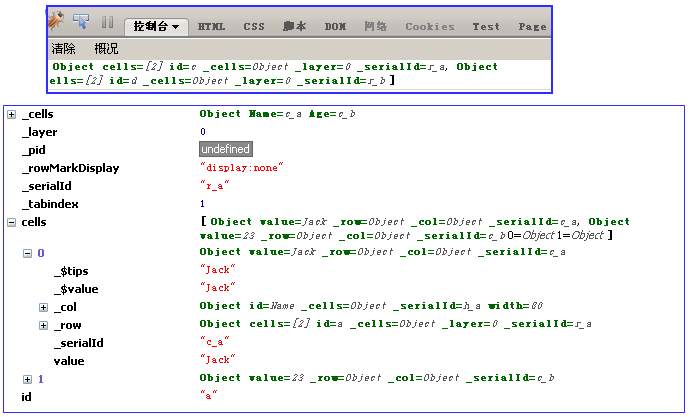 控制台 HTML CSS 脚本 DOM 网络 Cookies Test Page
清除 概况
Object cells=[2] id=c _cells=Object _layer=0 _serialId=r_a, Object
ells=[2] id=d _cells=Object _layer=0 _serialId=r_b ]
_cells Object Name=c_a Age=c_b
_layer 0
_pid undefined
_rowMarkDisplay "display:none"
_serialId "r_a"
_tabindex 1
cells [ Object value=Jack _row=Object _col=Object _serialId=c_a, Object
value=23 _row=Object _col=Object _serialId=c_b 0=Object 1=Object ]
0 Object value=Jack _row=Object _col=Object _serialId=c_a
_$tips "Jack"
_$value "Jack"
_col Object id=Name _cells=Object _serialId=h_a width=80
_row Object cells=[2] id=a _cells=Object _layer=0 _serialId=r_a
_serialId "c_a"
value "Jack"
1 Object value=23 _row=Object _col=Object _serialId=c_b
id "a"